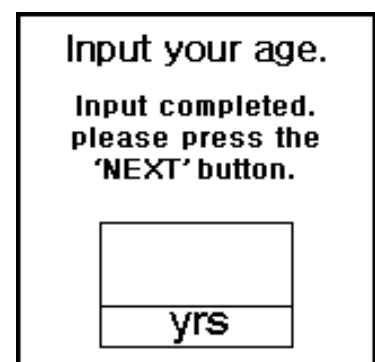 Input your age.
Input completed.
please press the
‘NEXT’ button.
yrs